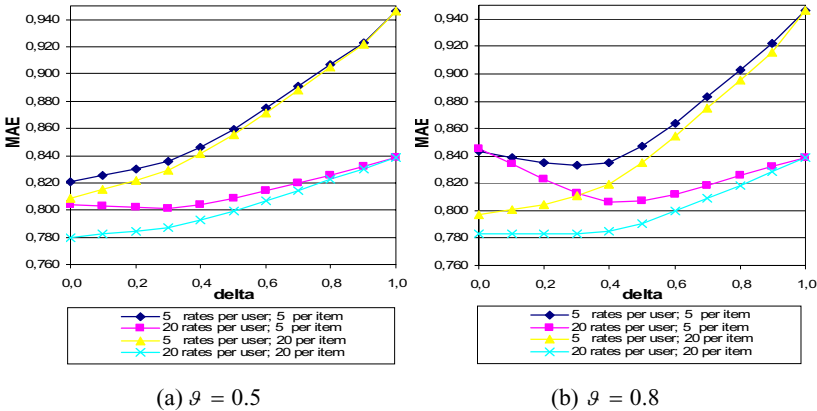 0,940
0,920
0,900
0,880
0,860
0,840
0,820
0,800
0,780
0,760
MAE
0,0 0,2 0,4 0,6 0,8 1,0
delta
5 rates per user; 5 per item
20 rates per user; 5 per item
5 rates per user; 20 per item
20 rates per user; 20 per item
(a) ϑ = 0.5
0,940
0,920
0,900
0,880
0,860
0,840
0,820
0,800
0,780
0,760
MAE
0,0 0,2 0,4 0,6 0,8 1,0
delta
5 rates per user; 5 per item
20 rates per user; 5 per item
5 rates per user; 20 per item
20 rates per user; 20 per item
(b) ϑ = 0.8